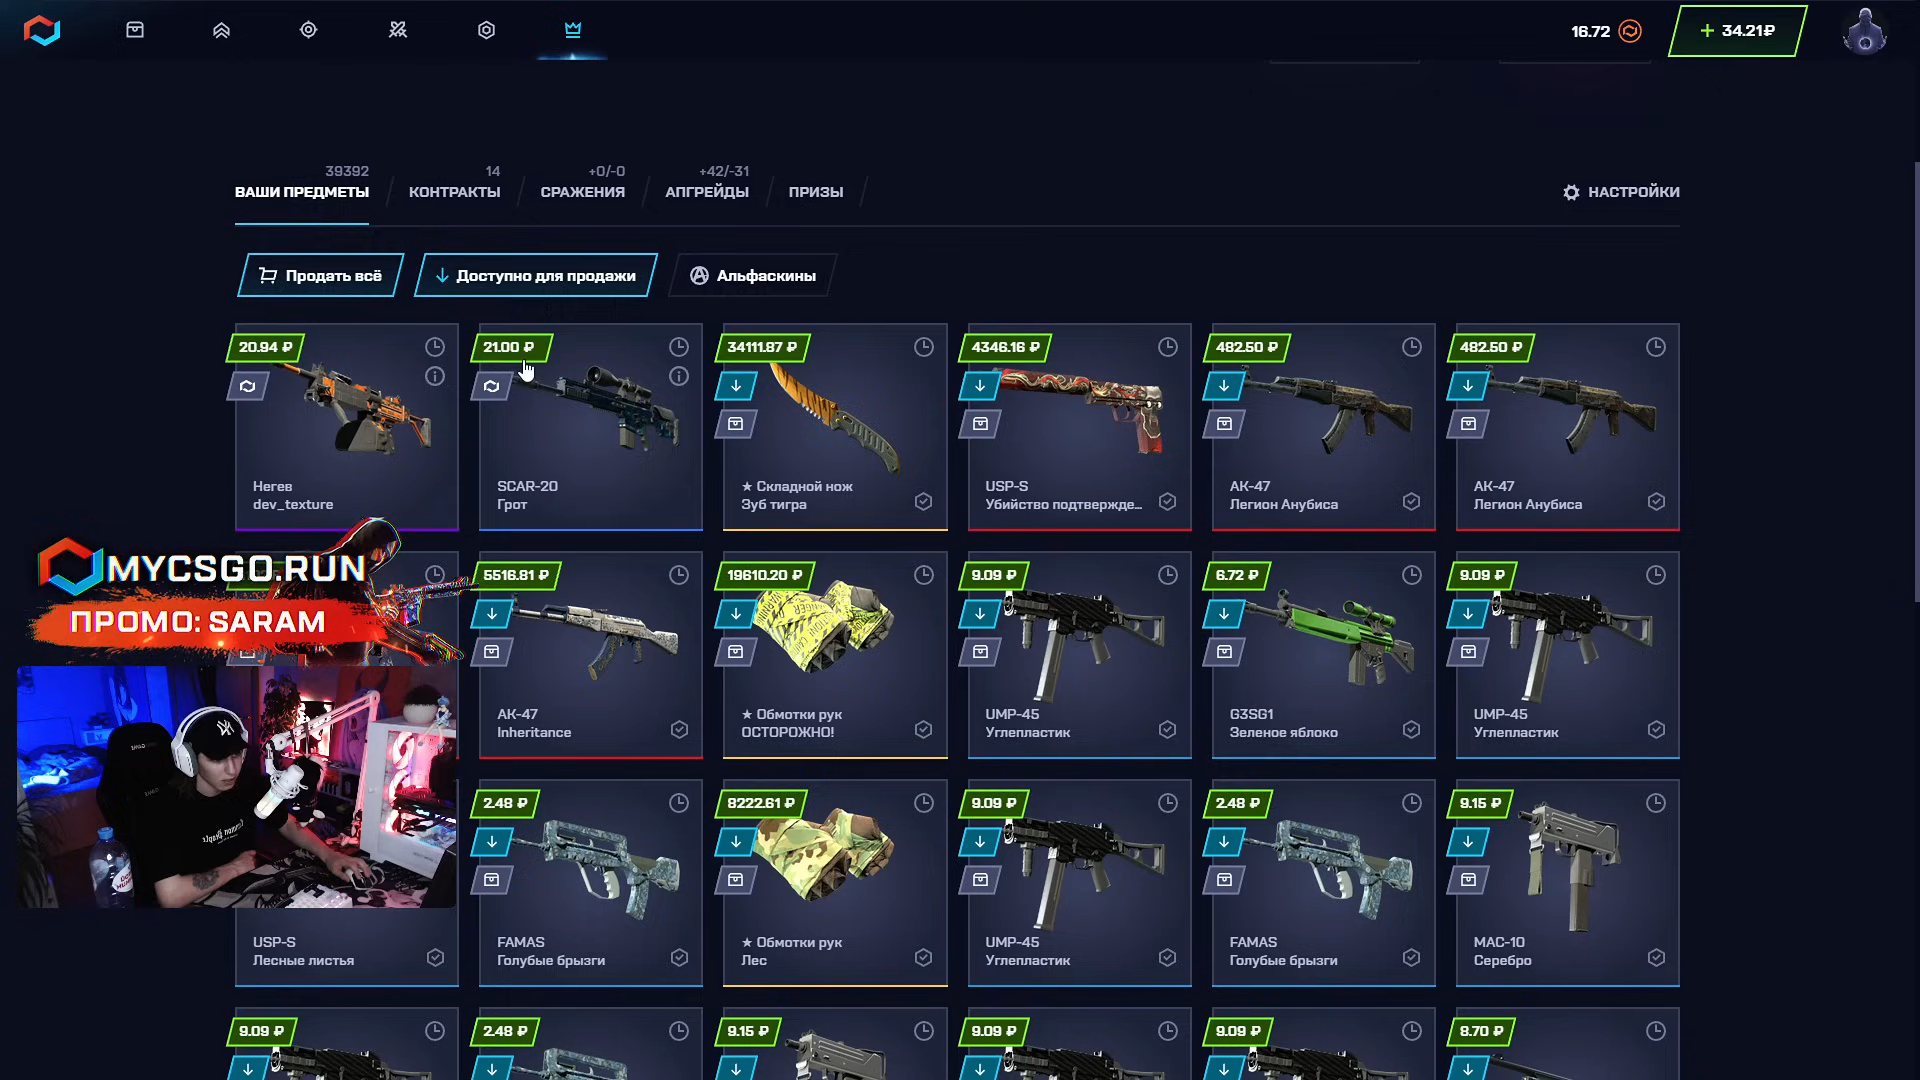 16.72
+ 34.21₽
39392
ВАШИ ПРЕДМЕТЫ
14
КОНТРАКТЫ
+0/-0
СРАЖЕНИЯ
+42/-31
АПГРЕЙДЫ
ПРИЗЫ
НАСТРОЙКИ
Продать всё
Доступно для продажи
Альфаскины
20.94 ₽
Негев
dev_texture
21.00 ₽
SCAR-20
Грот
34111.87 ₽
★ Складной нож
Зуб тигра
4346.16 ₽
USP-S
Убийство подтвержде...
482.50 ₽
AK-47
Легион Анубиса
482.50 ₽
AK-47
Легион Анубиса
MYCSGO.RUN
ПРОМО: SARAM
5516.81 ₽
AK-47
Inheritance
19610.20 ₽
★ Обмотки рук
ОСТОРОЖНО!
9.09 ₽
UMP-45
Углепластик
6.72 ₽
G3SG1
Зеленое яблоко
9.09 ₽
UMP-45
Углепластик
USP-S
Лесные листья
2.48 ₽
FAMAS
Голубые брызги
8222.61 ₽
★ Обмотки рук
Лес
9.09 ₽
UMP-45
Углепластик
2.48 ₽
FAMAS
Голубые брызги
9.15 ₽
MAC-10
Серебро
9.09 ₽
2.48 ₽
9.15 ₽
9.09 ₽
9.09 ₽
8.70 ₽